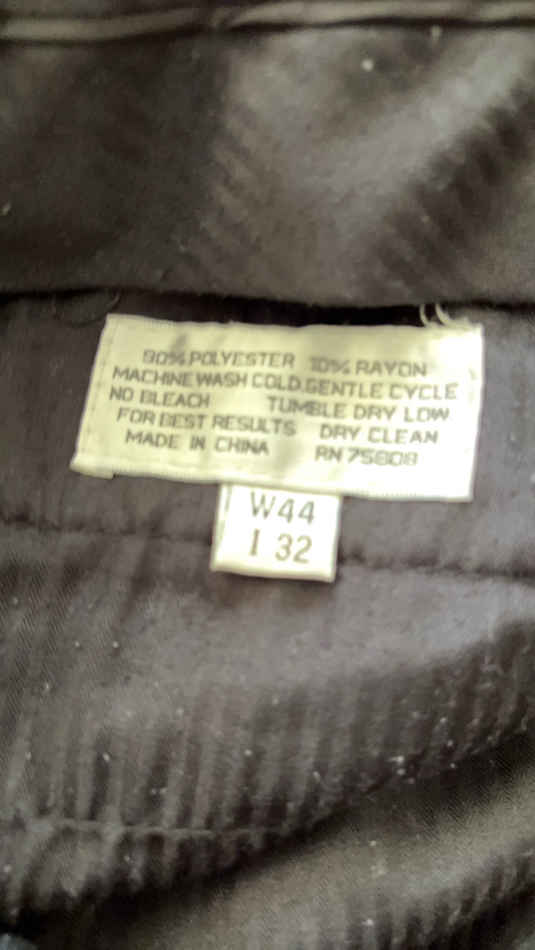 90% POLYESTER 10% RAYON
MACHINE WASH COLD.GENTLE CYCLE
NO BLEACH TUMBLE DRY LOW
FOR BEST RESULTS DRY CLEAN
MADE IN CHINA RN 75808
W44
I 32